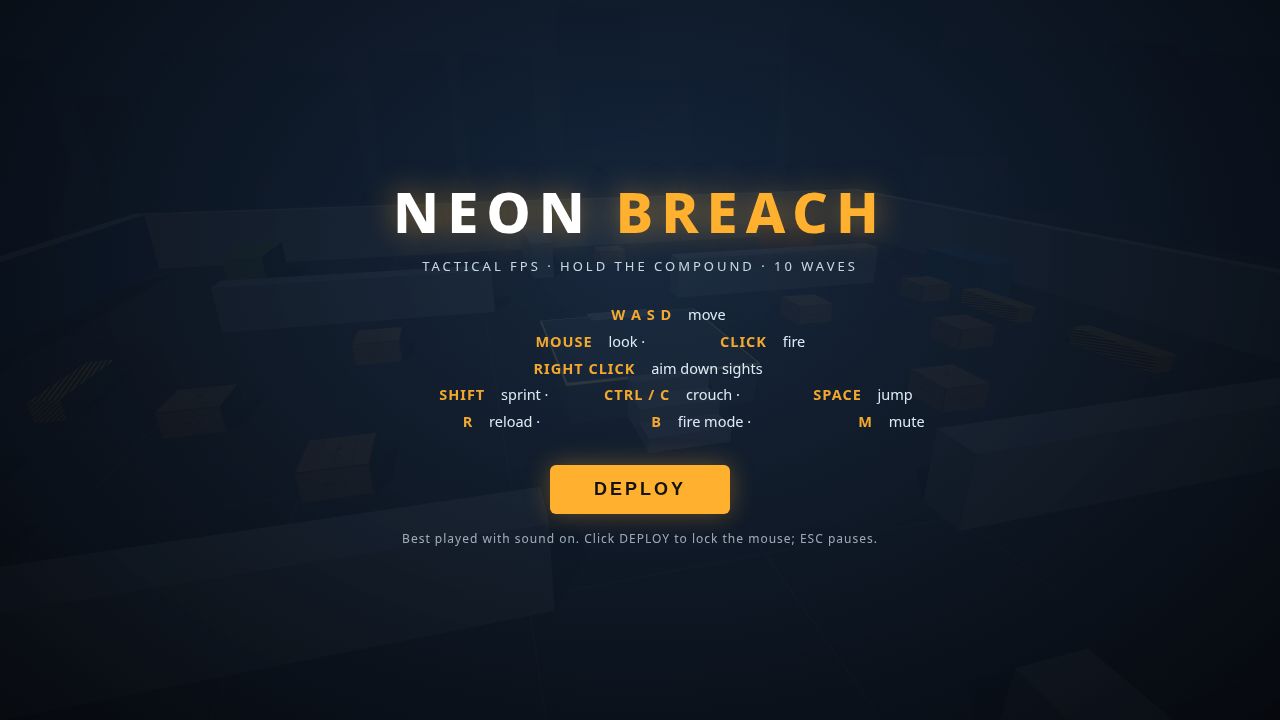 NEON BREACH
TACTICAL FPS · HOLD THE COMPOUND · 10 WAVES
W A S D move
MOUSE look · CLICK fire
RIGHT CLICK aim down sights
SHIFT sprint · CTRL / C crouch · SPACE jump
R reload · B fire mode · M mute
DEPLOY
Best played with sound on. Click DEPLOY to lock the mouse; ESC pauses.